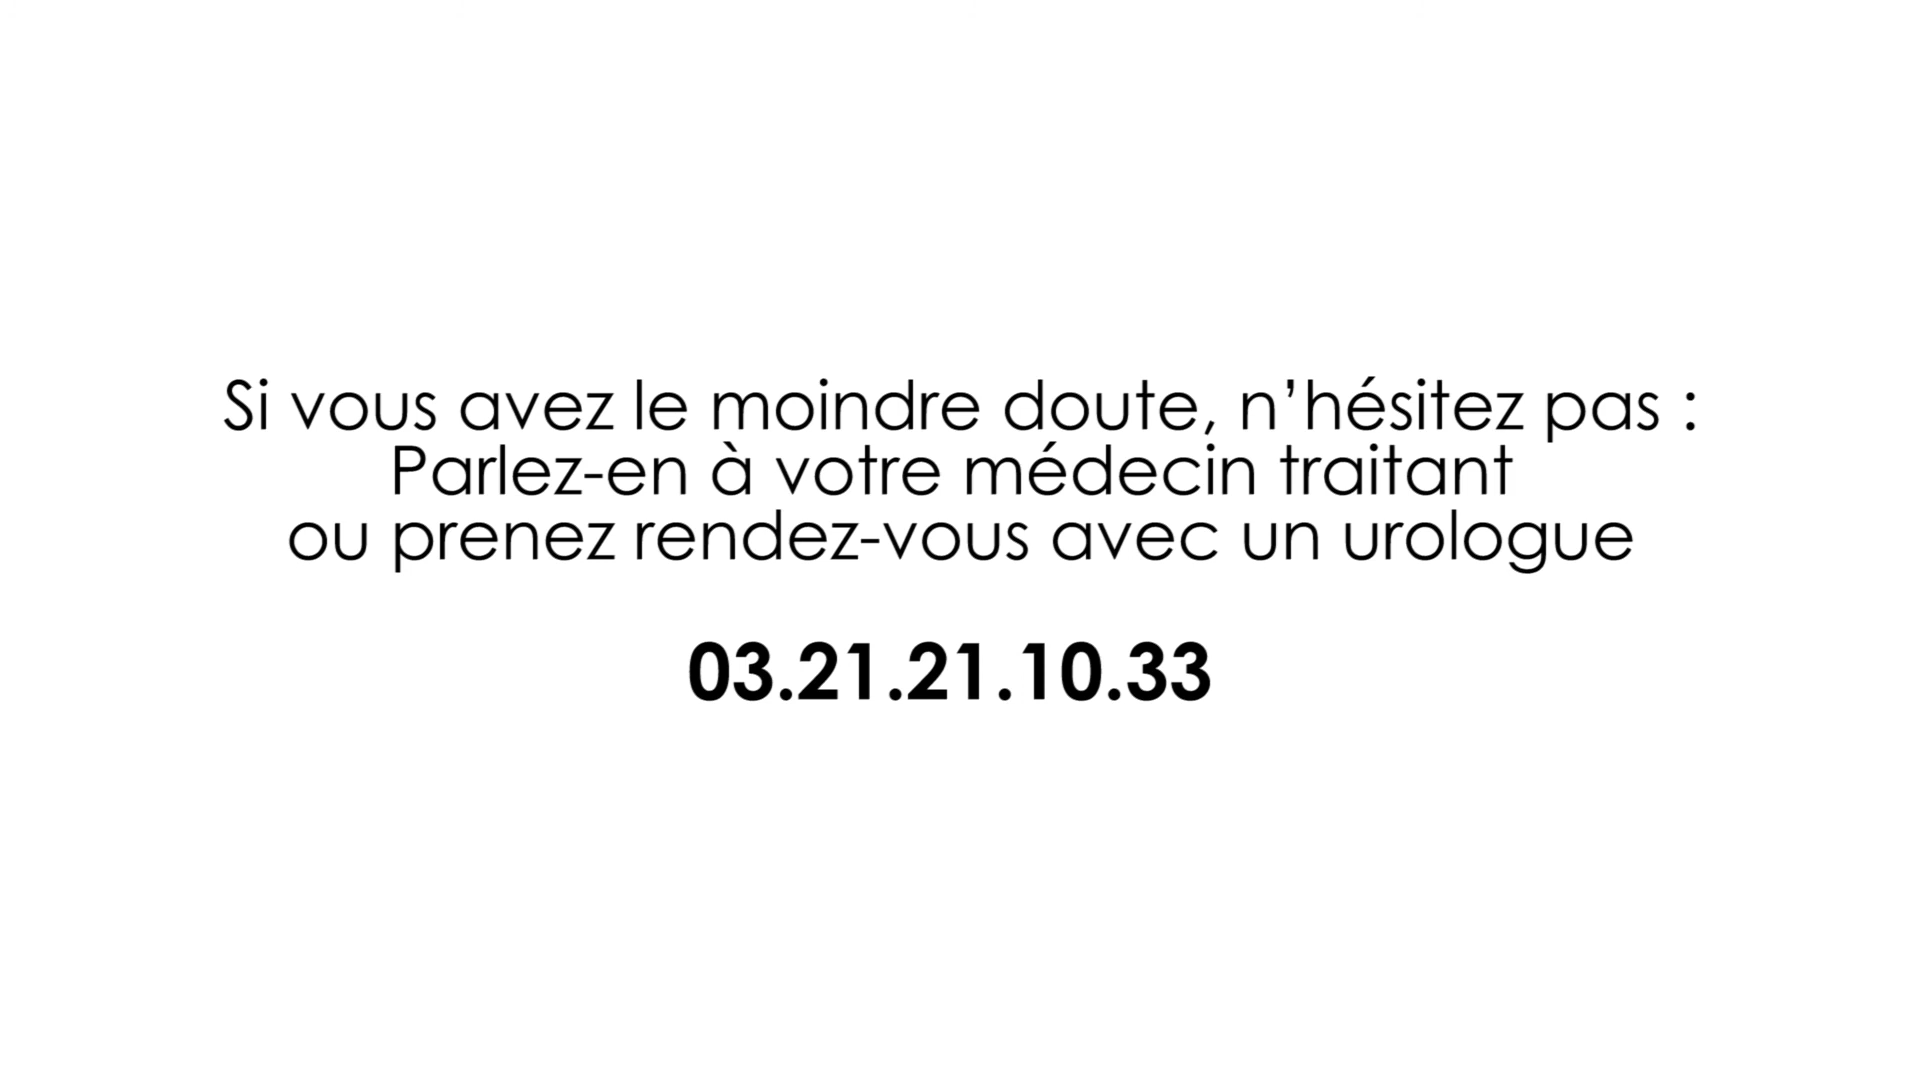 Si vous avez le moindre doute, n’hésitez pas :
Parlez-en à votre médecin traitant
ou prenez rendez-vous avec un urologue
03.21.21.10.33